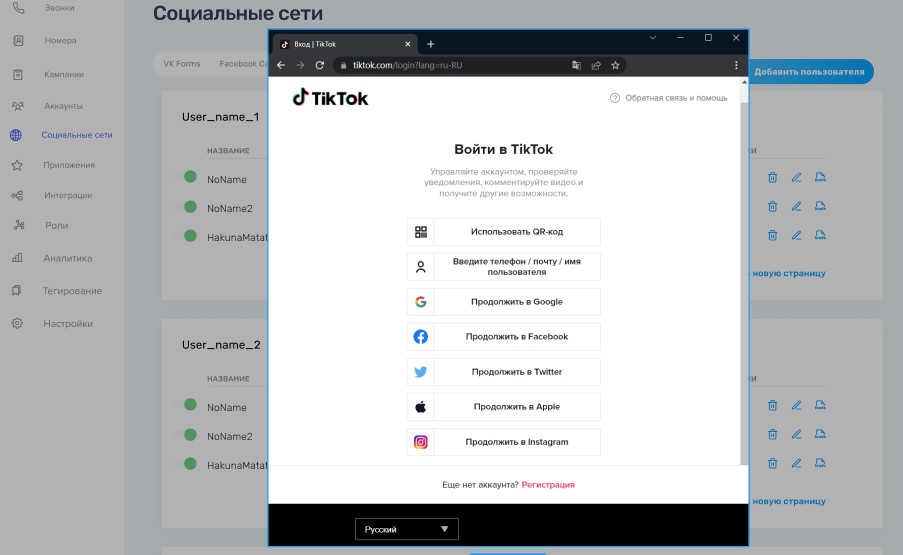 Звонки
Номера
Кампании
Аккаунты
Социальные сети
Приложения
Интеграции
Роли
Аналитика
Тегирование
Настройки
Социальные сети
VK Forms
Facebook
Добавить пользователя
User_name_1
НАЗВАНИЕ
NoName
NoName2
новую страницу
User_name_2
НАЗВАНИЕ
NoName
NoName2
новую страницу
Вход | TikTok
tiktok.com/login?lang=ru-RU
TikTok
Обратная связь и помощь
Войти в TikTok
Управляйте аккаунтом, проверяйте
уведомления, комментируйте видео и
получите другие возможности.
Использовать QR-код
Введите телефон / почту / имя
пользователя
Продолжить в Google
Продолжить в Facebook
Продолжить в Twitter
Продолжить в Apple
Продолжить в Instagram
Еще нет аккаунта? Регистрация
Русский